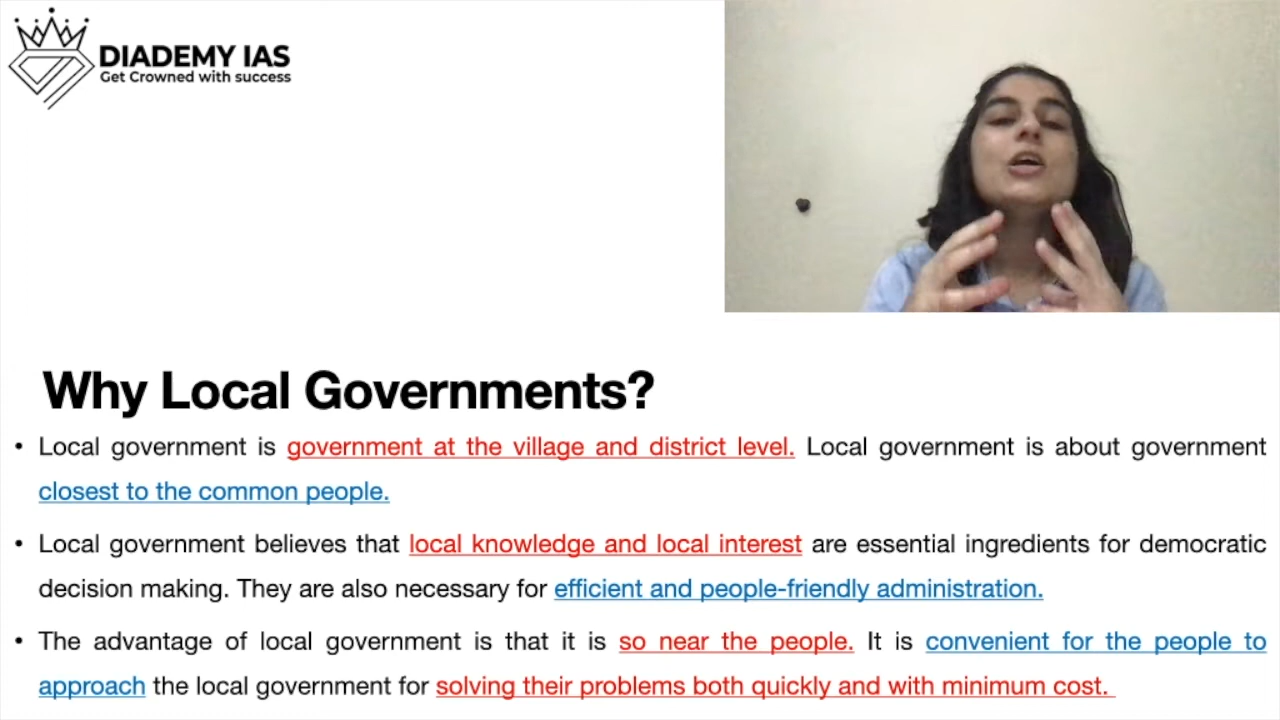 DIADEMY IAS
Get Crowned with success
Why Local Governments?
• Local government is government at the village and district level. Local government is about government
closest to the common people.
• Local government believes that local knowledge and local interest are essential ingredients for democratic
decision making. They are also necessary for efficient and people-friendly administration.
• The advantage of local government is that it is so near the people. It is convenient for the people to
approach the local government for solving their problems both quickly and with minimum cost.